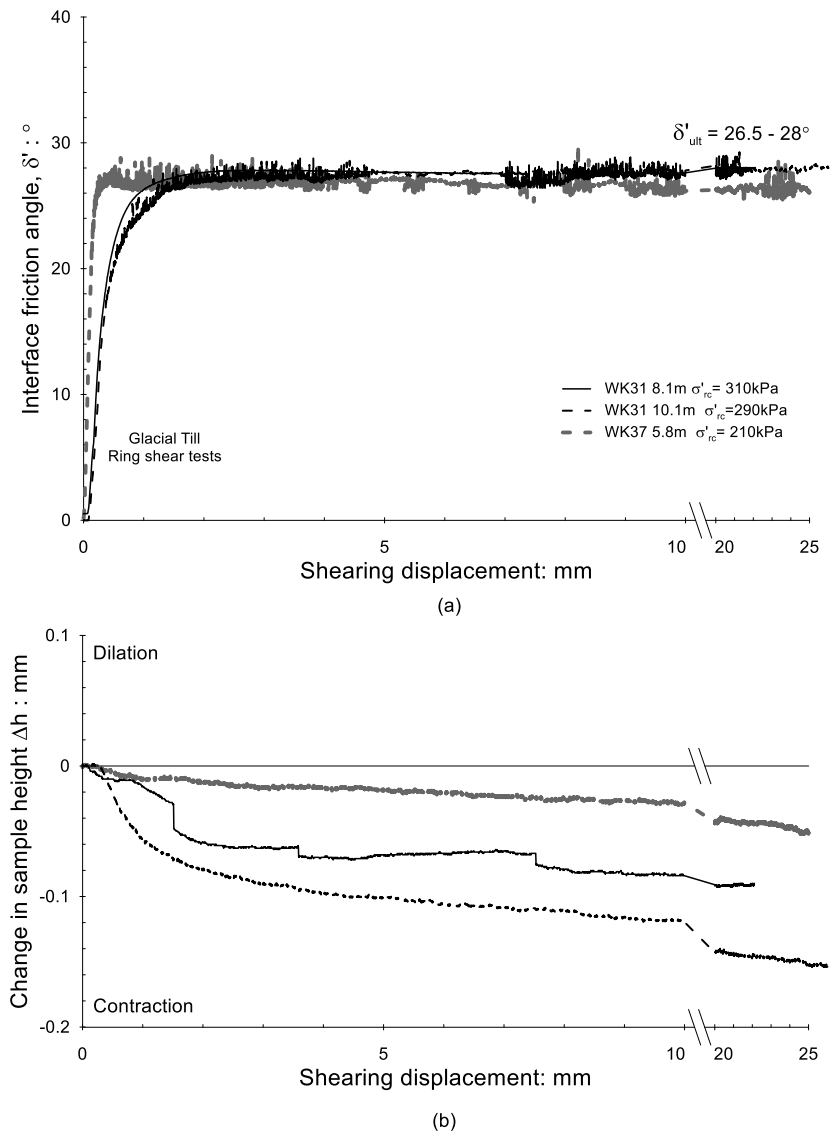 40
30
20
10
0
Interface friction angle, δ' : °
δ'ult = 26.5 - 28°
WK31 8.1m σ'rc= 310kPa
WK31 10.1m σ'rc=290kPa
WK37 5.8m σ'rc= 210kPa
Glacial Till
Ring shear tests
0 5 10 20 25
Shearing displacement: mm
(a)
0.1
0
-0.1
-0.2
Change in sample height Δh : mm
Dilation
Contraction
0 5 10 20 25
Shearing displacement: mm
(b)